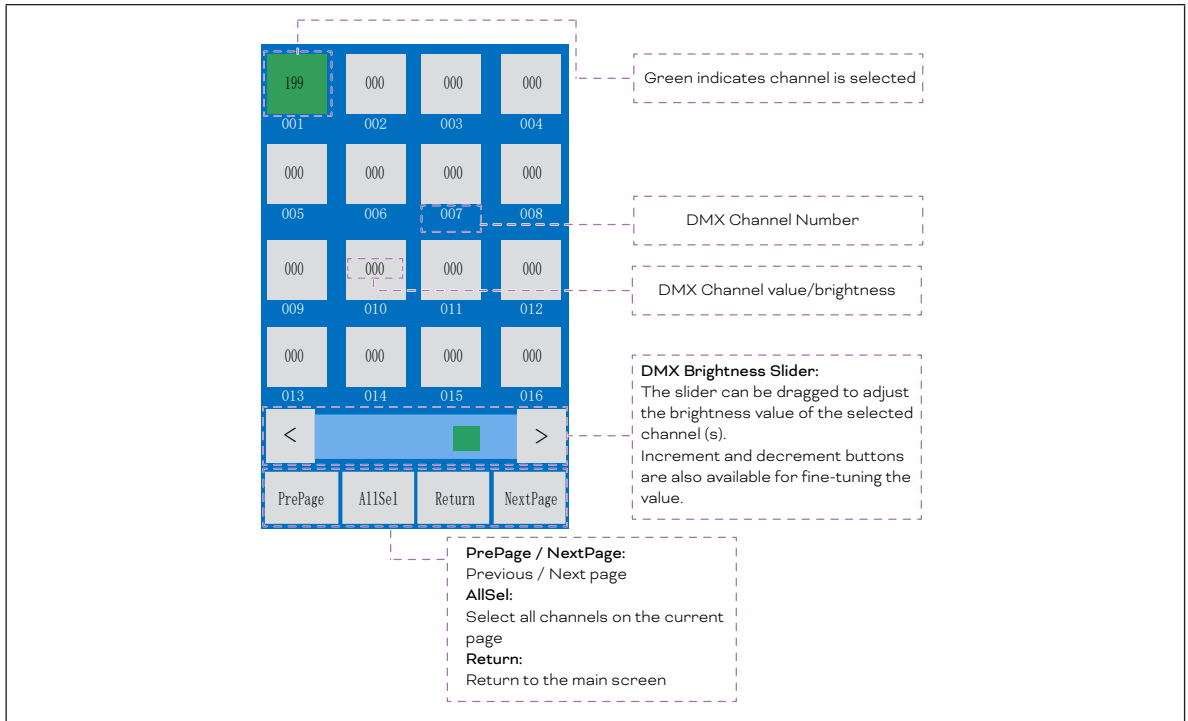 199 000 000 000
001 002 003 004
Green indicates channel is selected
000 000 000 000
005 006 007 008
DMX Channel Number
000 000 000 000
009 010 011 012
DMX Channel value/brightness
000 000 000 000
013 014 015 016
< >
DMX Brightness Slider:
The slider can be dragged to adjust
the brightness value of the selected
channel (s).
Increment and decrement buttons
are also available for fine-tuning the
value.
PrePage AllSel Return NextPage
PrePage / NextPage:
Previous / Next page
AllSel:
Select all channels on the current
page
Return:
Return to the main screen